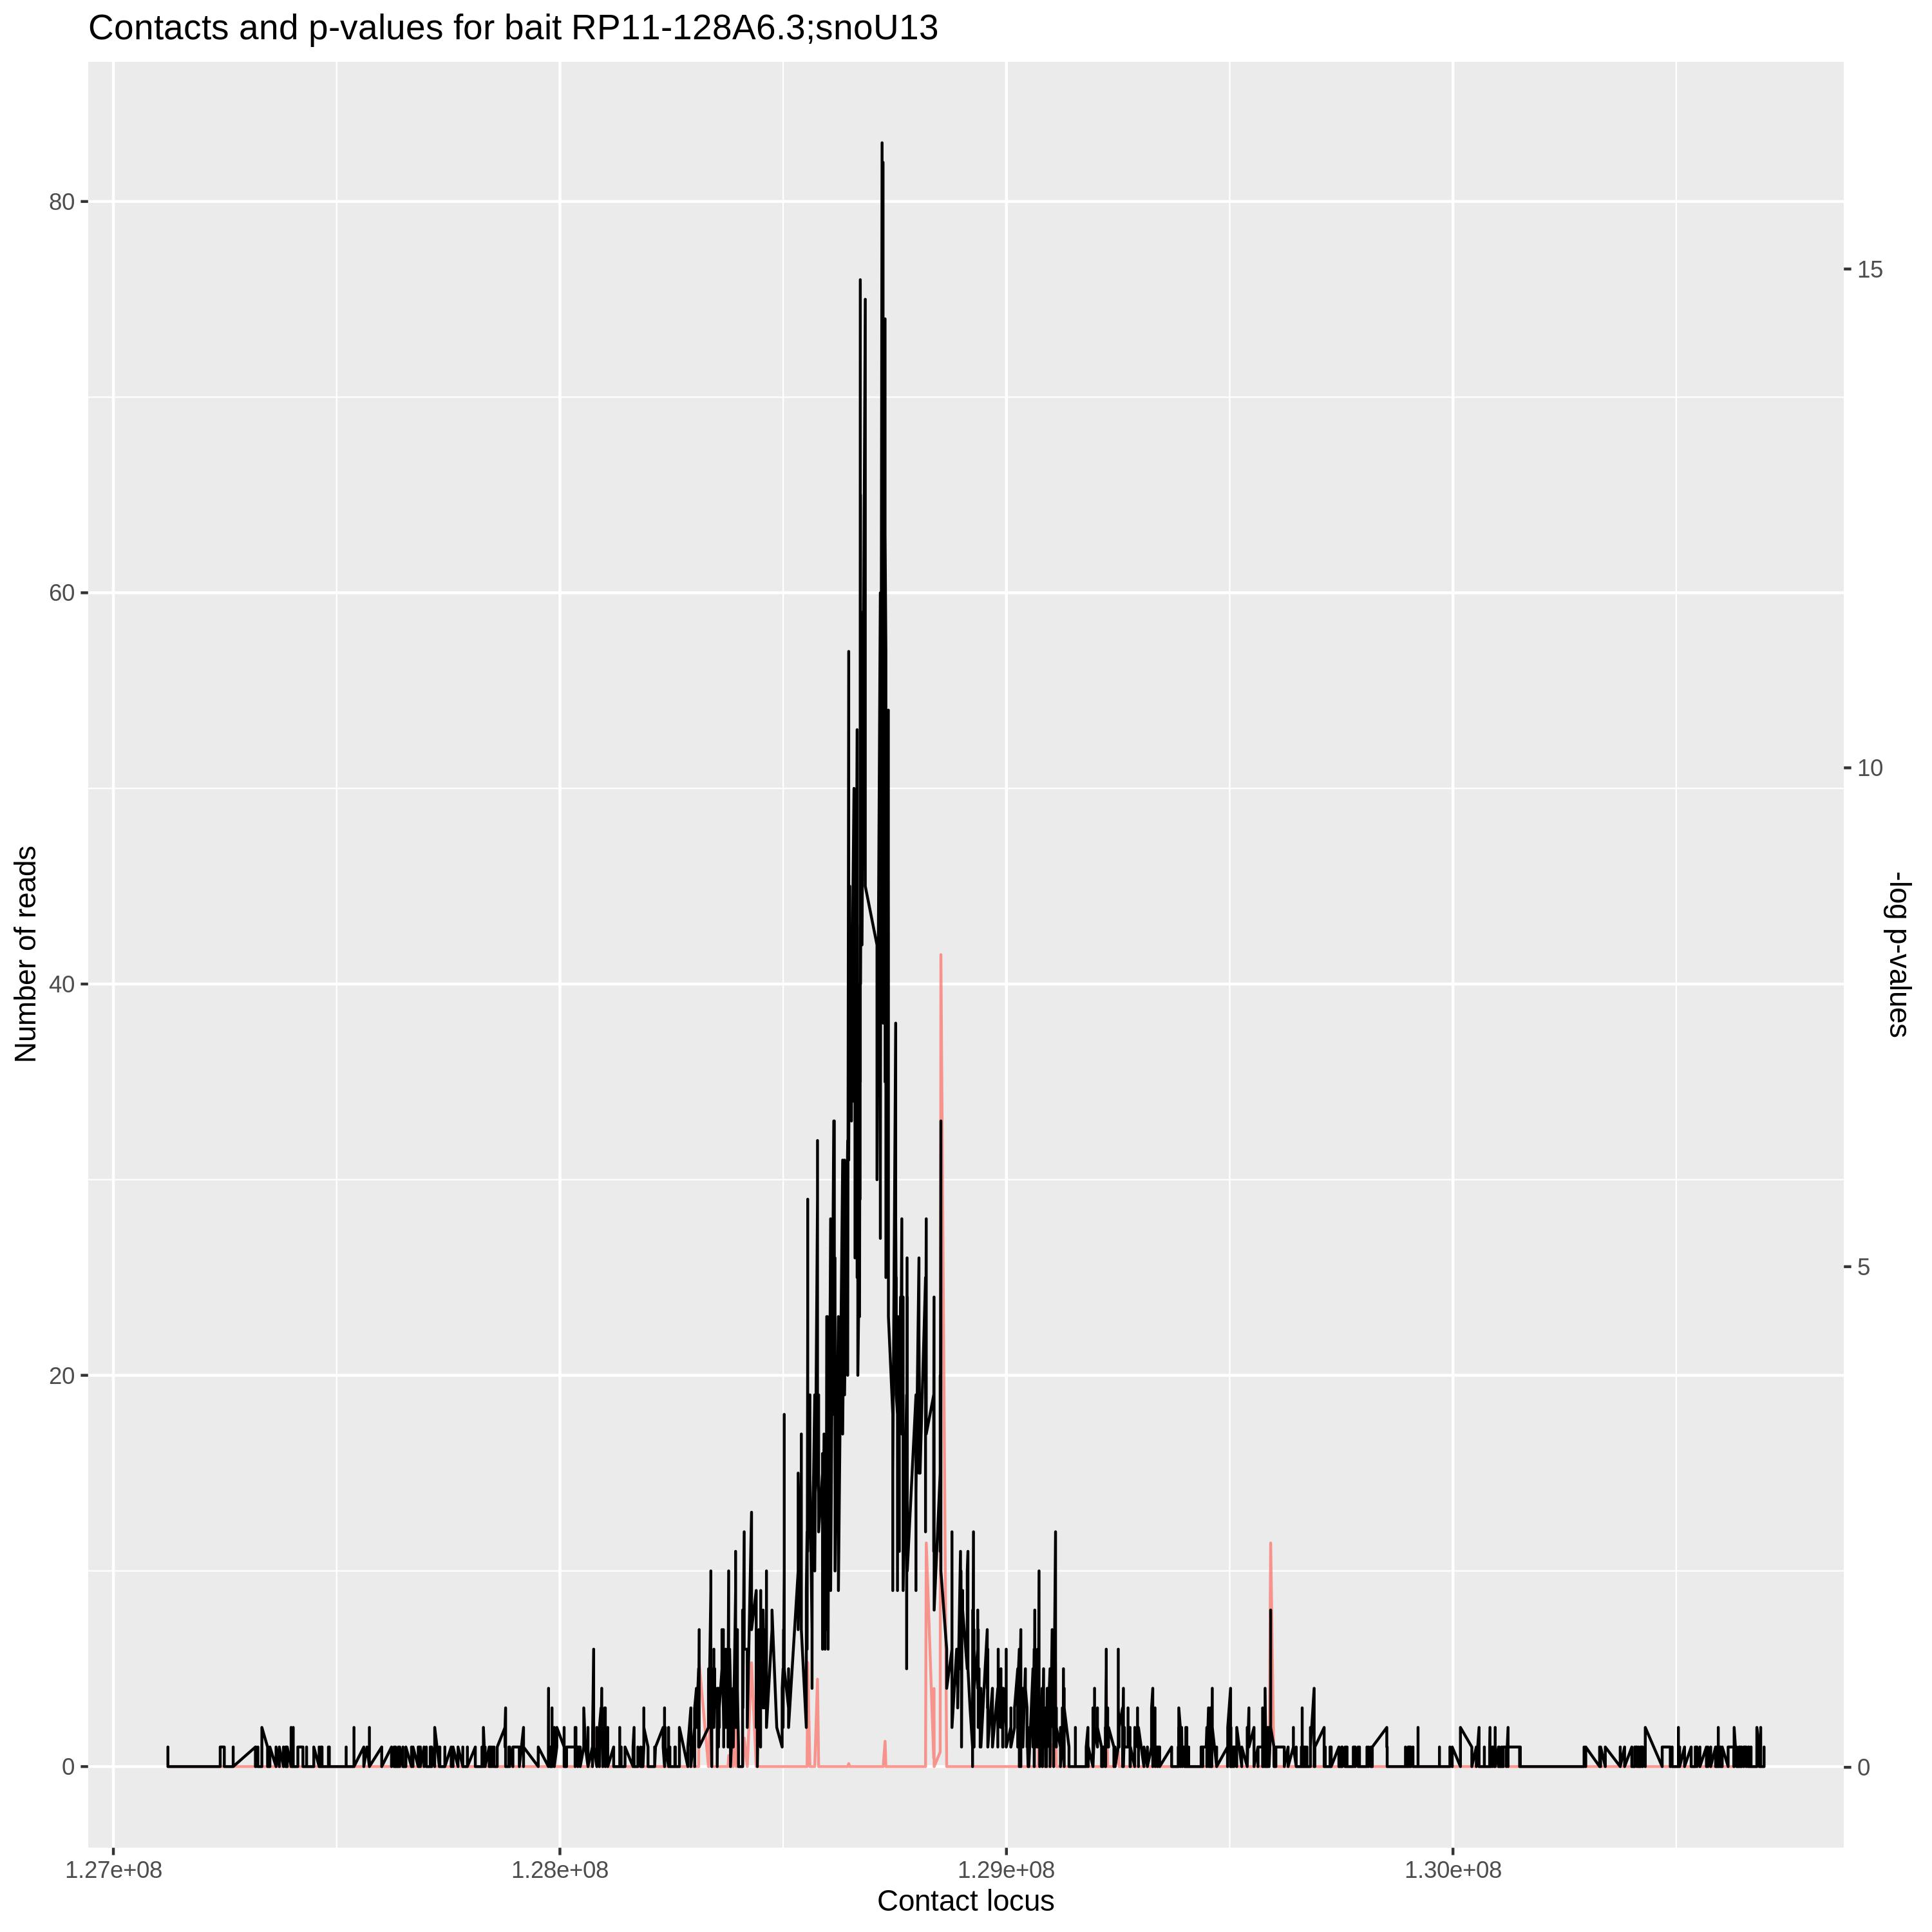 Contacts and p-values for bait RP11-128A6.3;snoU13
80
60
40
20
0
Number of reads
15
10
5
0
-log p-values
1.27e+08
1.28e+08
1.29e+08
1.30e+08
Contact locus